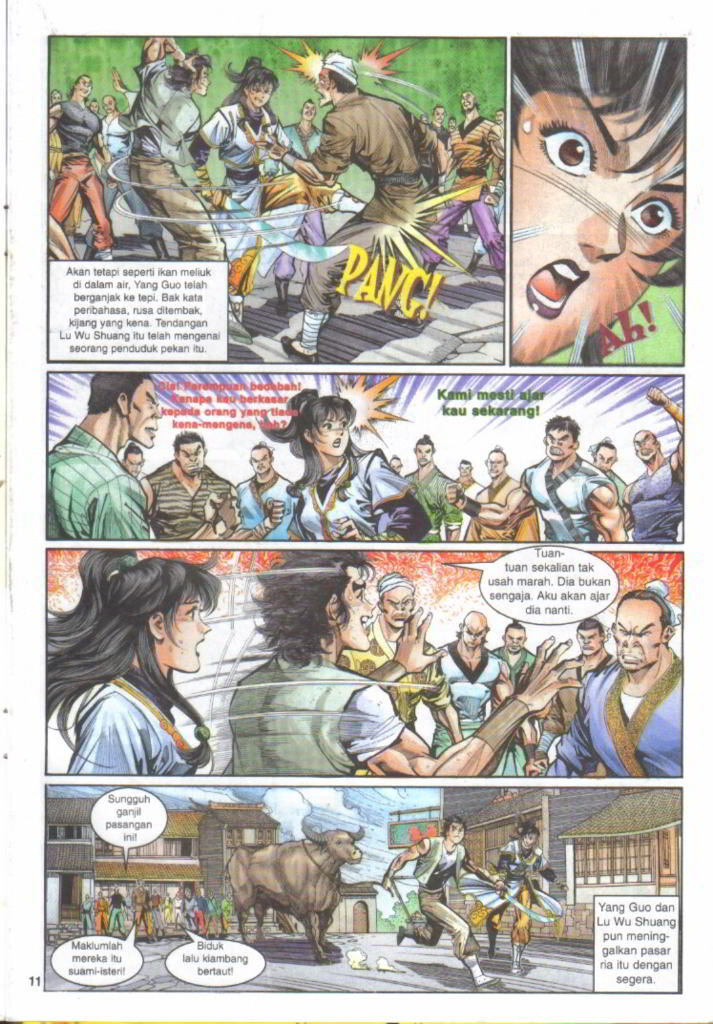 Akan tetapi seperti ikan meliuk
di dalam air, Yang Guo telah
berganjak ke tepi. Bak kata
peribahasa, rusa ditembak,
kijang yang kena. Tendangan
Lu Wu Shuang itu telah mengenai
seorang penduduk pekan itu.
PANG!
Ah!
Sial Perempuan bedebah!
Kenapa kau berkasar
kepada orang yang tiada
kena-mengena, hah?
Kami mesti ajar
kau sekarang!
Tuan-
tuan sekalian tak
usah marah. Dia bukan
sengaja. Aku akan ajar
dia nanti.
Sungguh
ganjil
pasangan
ini!
Maklumlah
mereka itu
suami-isteri!
Biduk
lalu kiambang
bertaut!
Yang Guo dan
Lu Wu Shuang
pun mening-
galkan pasar
ria itu dengan
segera.
11